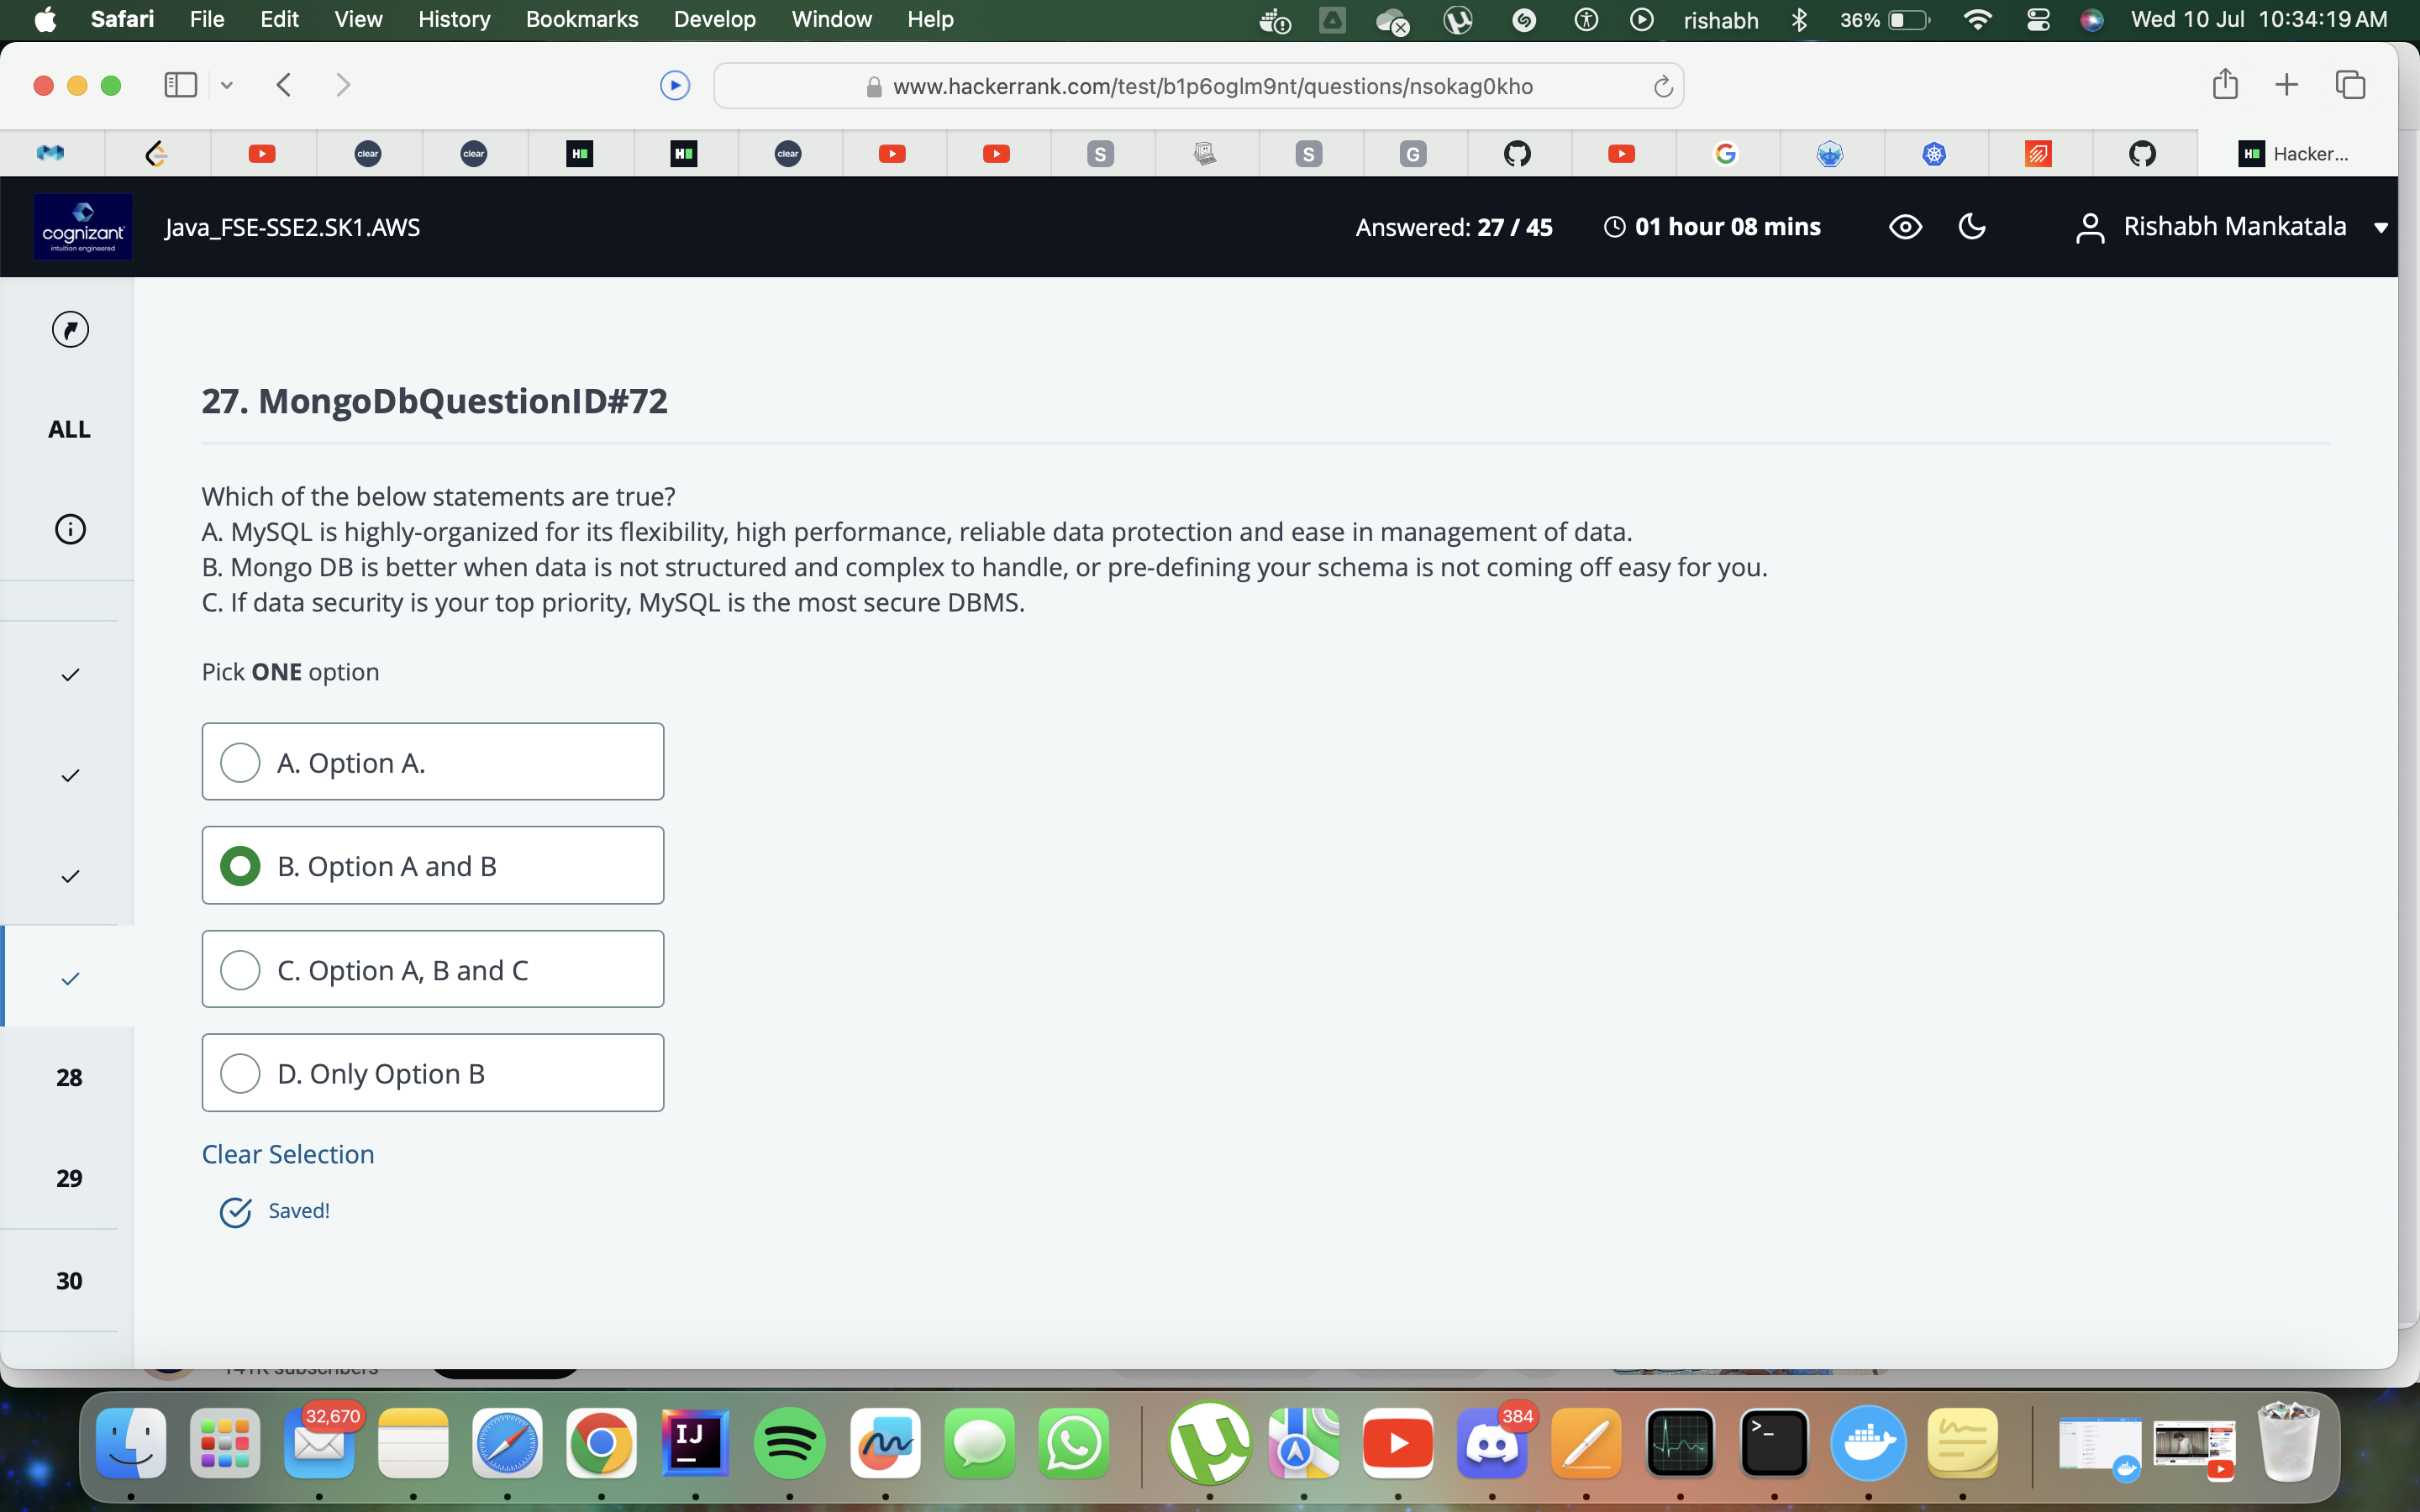 Safari File Edit View History Bookmarks Develop Window Help rishabh 36% Wed 10 Jul 10:34:19 AM
www.hackerrank.com/test/b1p6oglm9nt/questions/nsokag0kho
clear clear clear S S G Hacker...
cognizant
intuition engineered
Java_FSE-SSE2.SK1.AWS Answered: 27 / 45 01 hour 08 mins Rishabh Mankatala
ALL
27. MongoDbQuestionID#72
Which of the below statements are true?
A. MySQL is highly-organized for its flexibility, high performance, reliable data protection and ease in management of data.
B. Mongo DB is better when data is not structured and complex to handle, or pre-defining your schema is not coming off easy for you.
C. If data security is your top priority, MySQL is the most secure DBMS.
Pick ONE option
A. Option A.
B. Option A and B
C. Option A, B and C
D. Only Option B
28
29
30
Clear Selection
Saved!
32,670
IJ
384